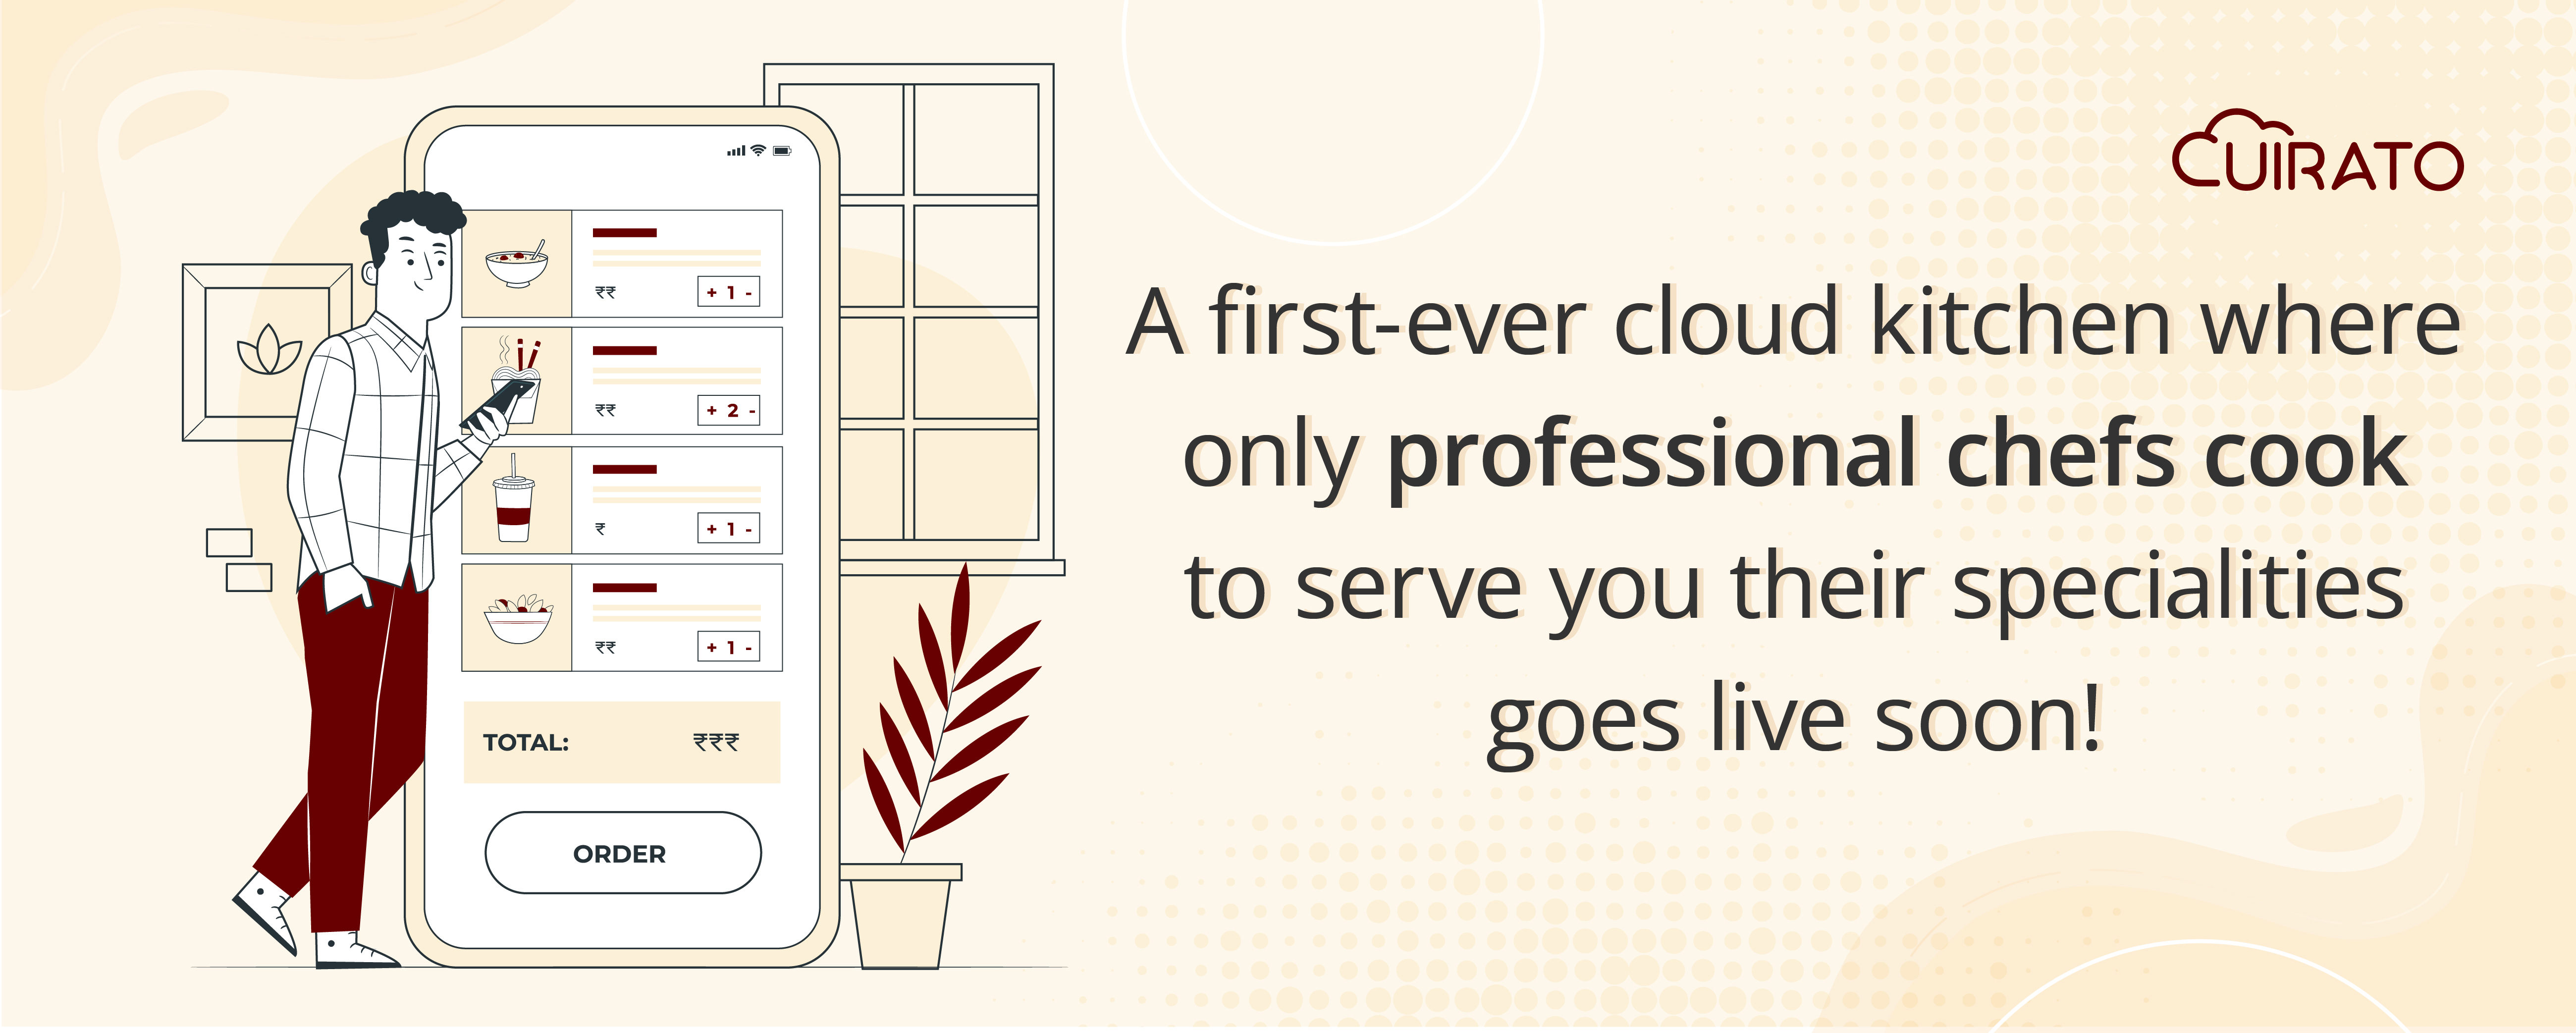 ₹₹
+ 1 -
₹₹
+ 2 -
₹
+ 1 -
₹₹
+ 1 -
TOTAL: ₹₹₹
ORDER
CUIRATO
A first-ever cloud kitchen where
only professional chefs cook
to serve you their specialities
goes live soon!